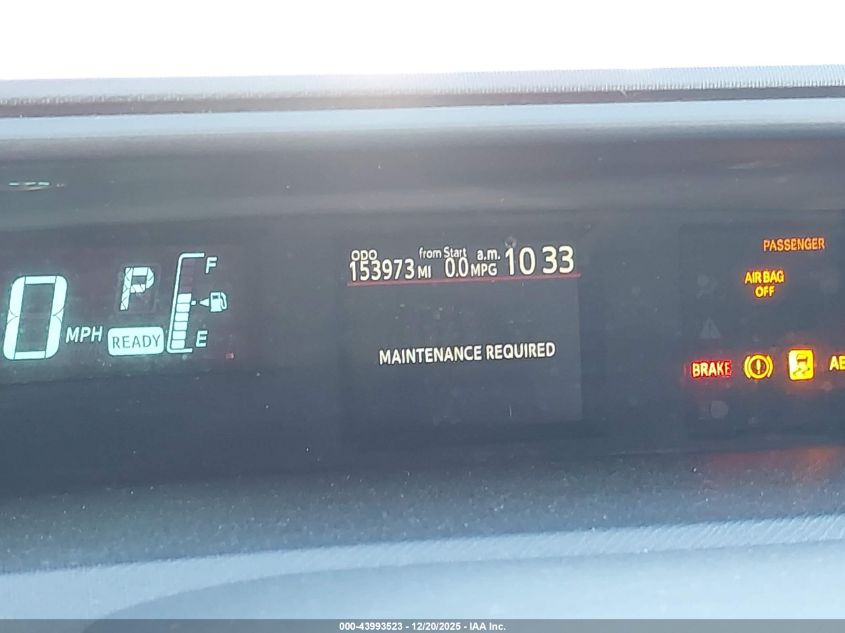 0 MPH
P
READY
F
E
ODO 153973 MI from Start 0.0 MPG a.m. 10 33
MAINTENANCE REQUIRED
PASSENGER
AIR BAG
OFF
BRAKE
000-43993523 - 12/20/2025 - IAA Inc.